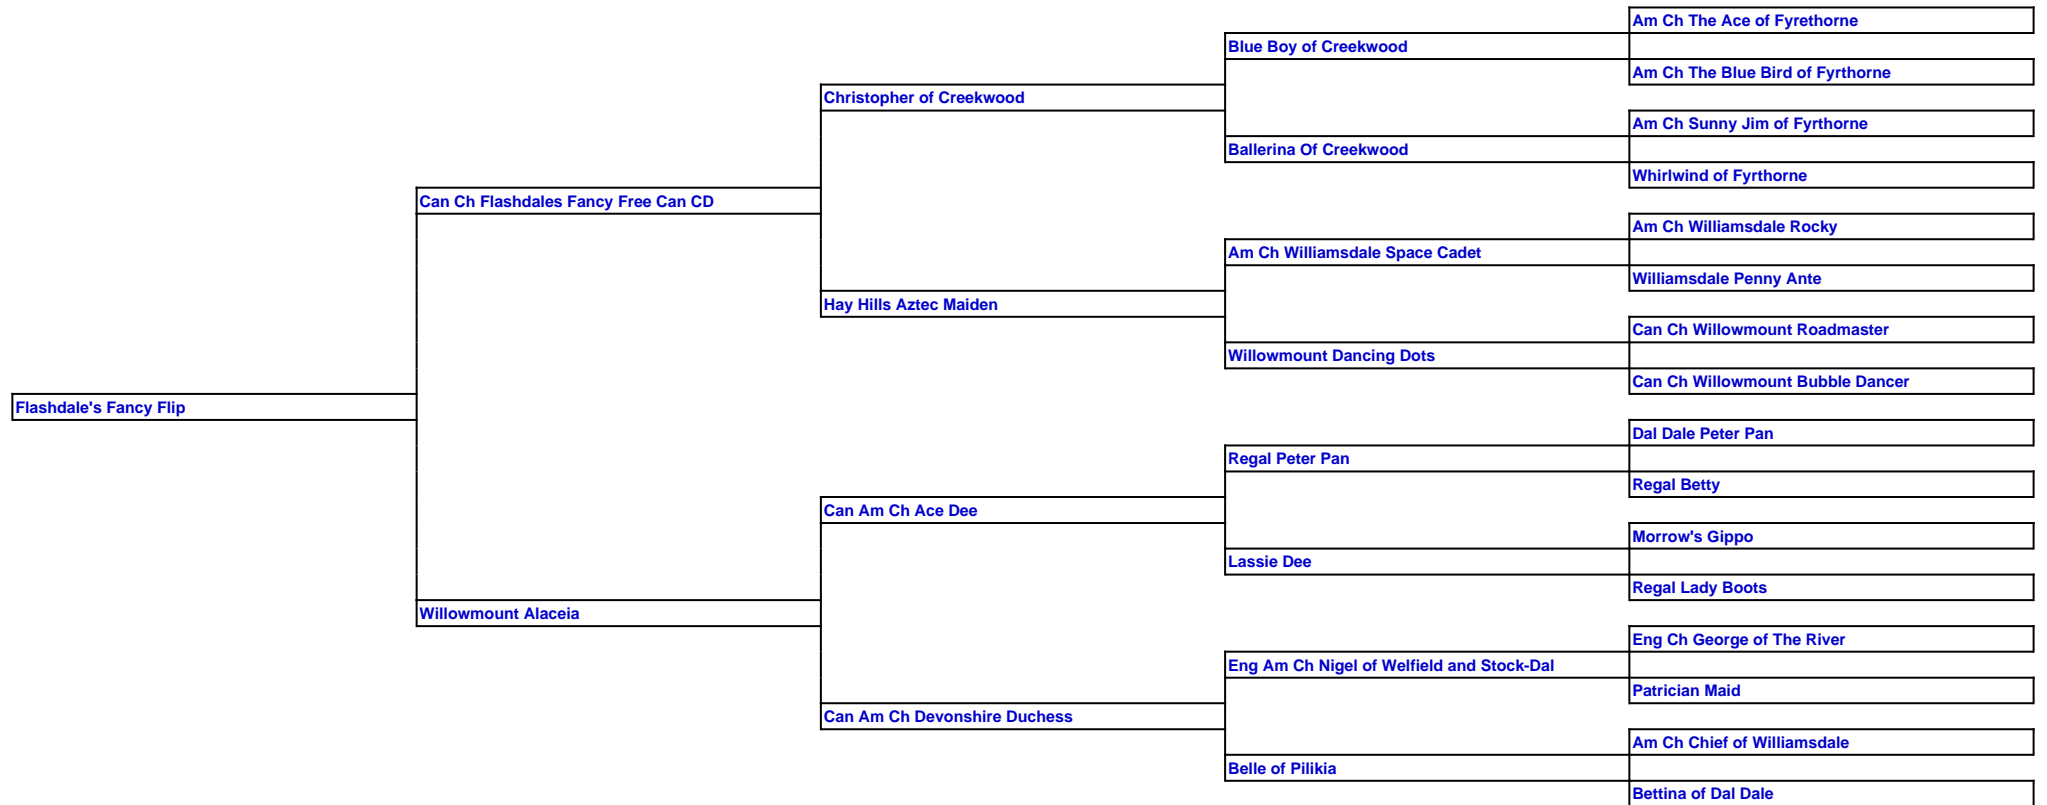 Am Ch The Ace of Fyrethorne
Blue Boy of Creekwood
Am Ch The Blue Bird of Fyrthorne
Christopher of Creekwood
Am Ch Sunny Jim of Fyrthorne
Ballerina Of Creekwood
Whirlwind of Fyrthorne
Can Ch Flashdales Fancy Free Can CD
Am Ch Williamsdale Rocky
Am Ch Williamsdale Space Cadet
Williamsdale Penny Ante
Hay Hills Aztec Maiden
Can Ch Willowmount Roadmaster
Willowmount Dancing Dots
Can Ch Willowmount Bubble Dancer
Flashdale's Fancy Flip
Dal Dale Peter Pan
Regal Peter Pan
Regal Betty
Can Am Ch Ace Dee
Morrow's Gippo
Lassie Dee
Regal Lady Boots
Willowmount Alaceia
Eng Ch George of The River
Eng Am Ch Nigel of Welfield and Stock-Dal
Patrician Maid
Can Am Ch Devonshire Duchess
Am Ch Chief of Williamsdale
Belle of Pilikia
Bettina of Dal Dale